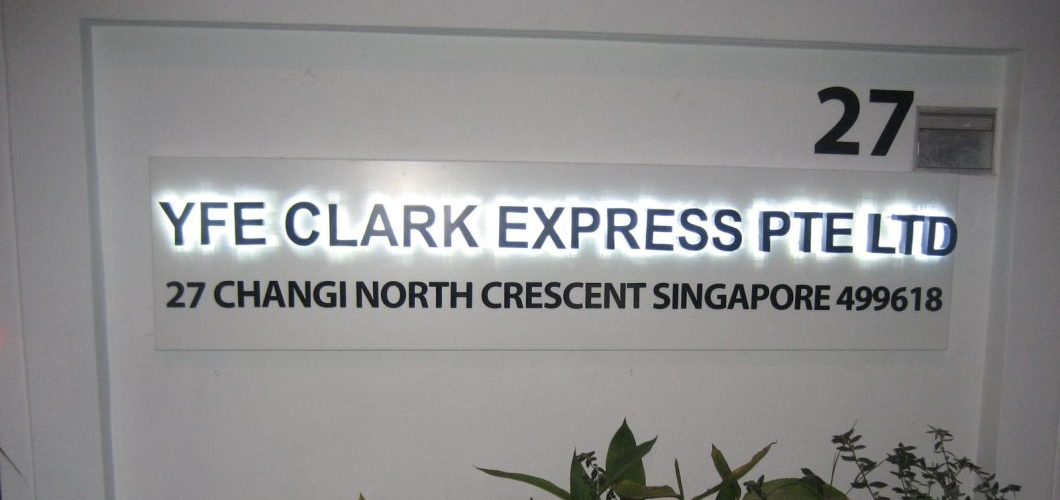 27
YFE CLARK EXPRESS PTE LTD
27 CHANGI NORTH CRESCENT SINGAPORE 499618